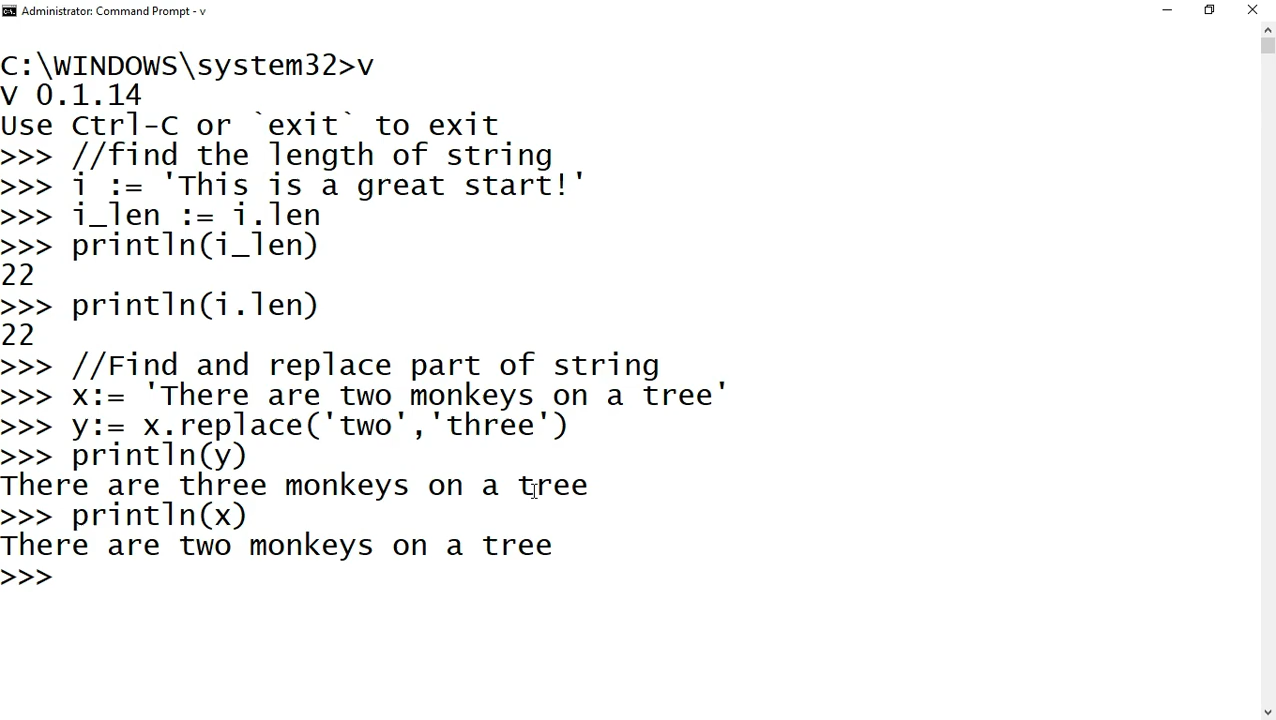 Administrator: Command Prompt - v
C:\WINDOWS\system32>v
V 0.1.14
Use Ctrl-C or `exit` to exit
>>> //find the length of string
>>> i := 'This is a great start!'
>>> i_len := i.len
>>> println(i_len)
22
>>> println(i.len)
22
>>> //Find and replace part of string
>>> x:= 'There are two monkeys on a tree'
>>> y:= x.replace('two','three')
>>> println(y)
There are three monkeys on a tree
>>> println(x)
There are two monkeys on a tree
>>>